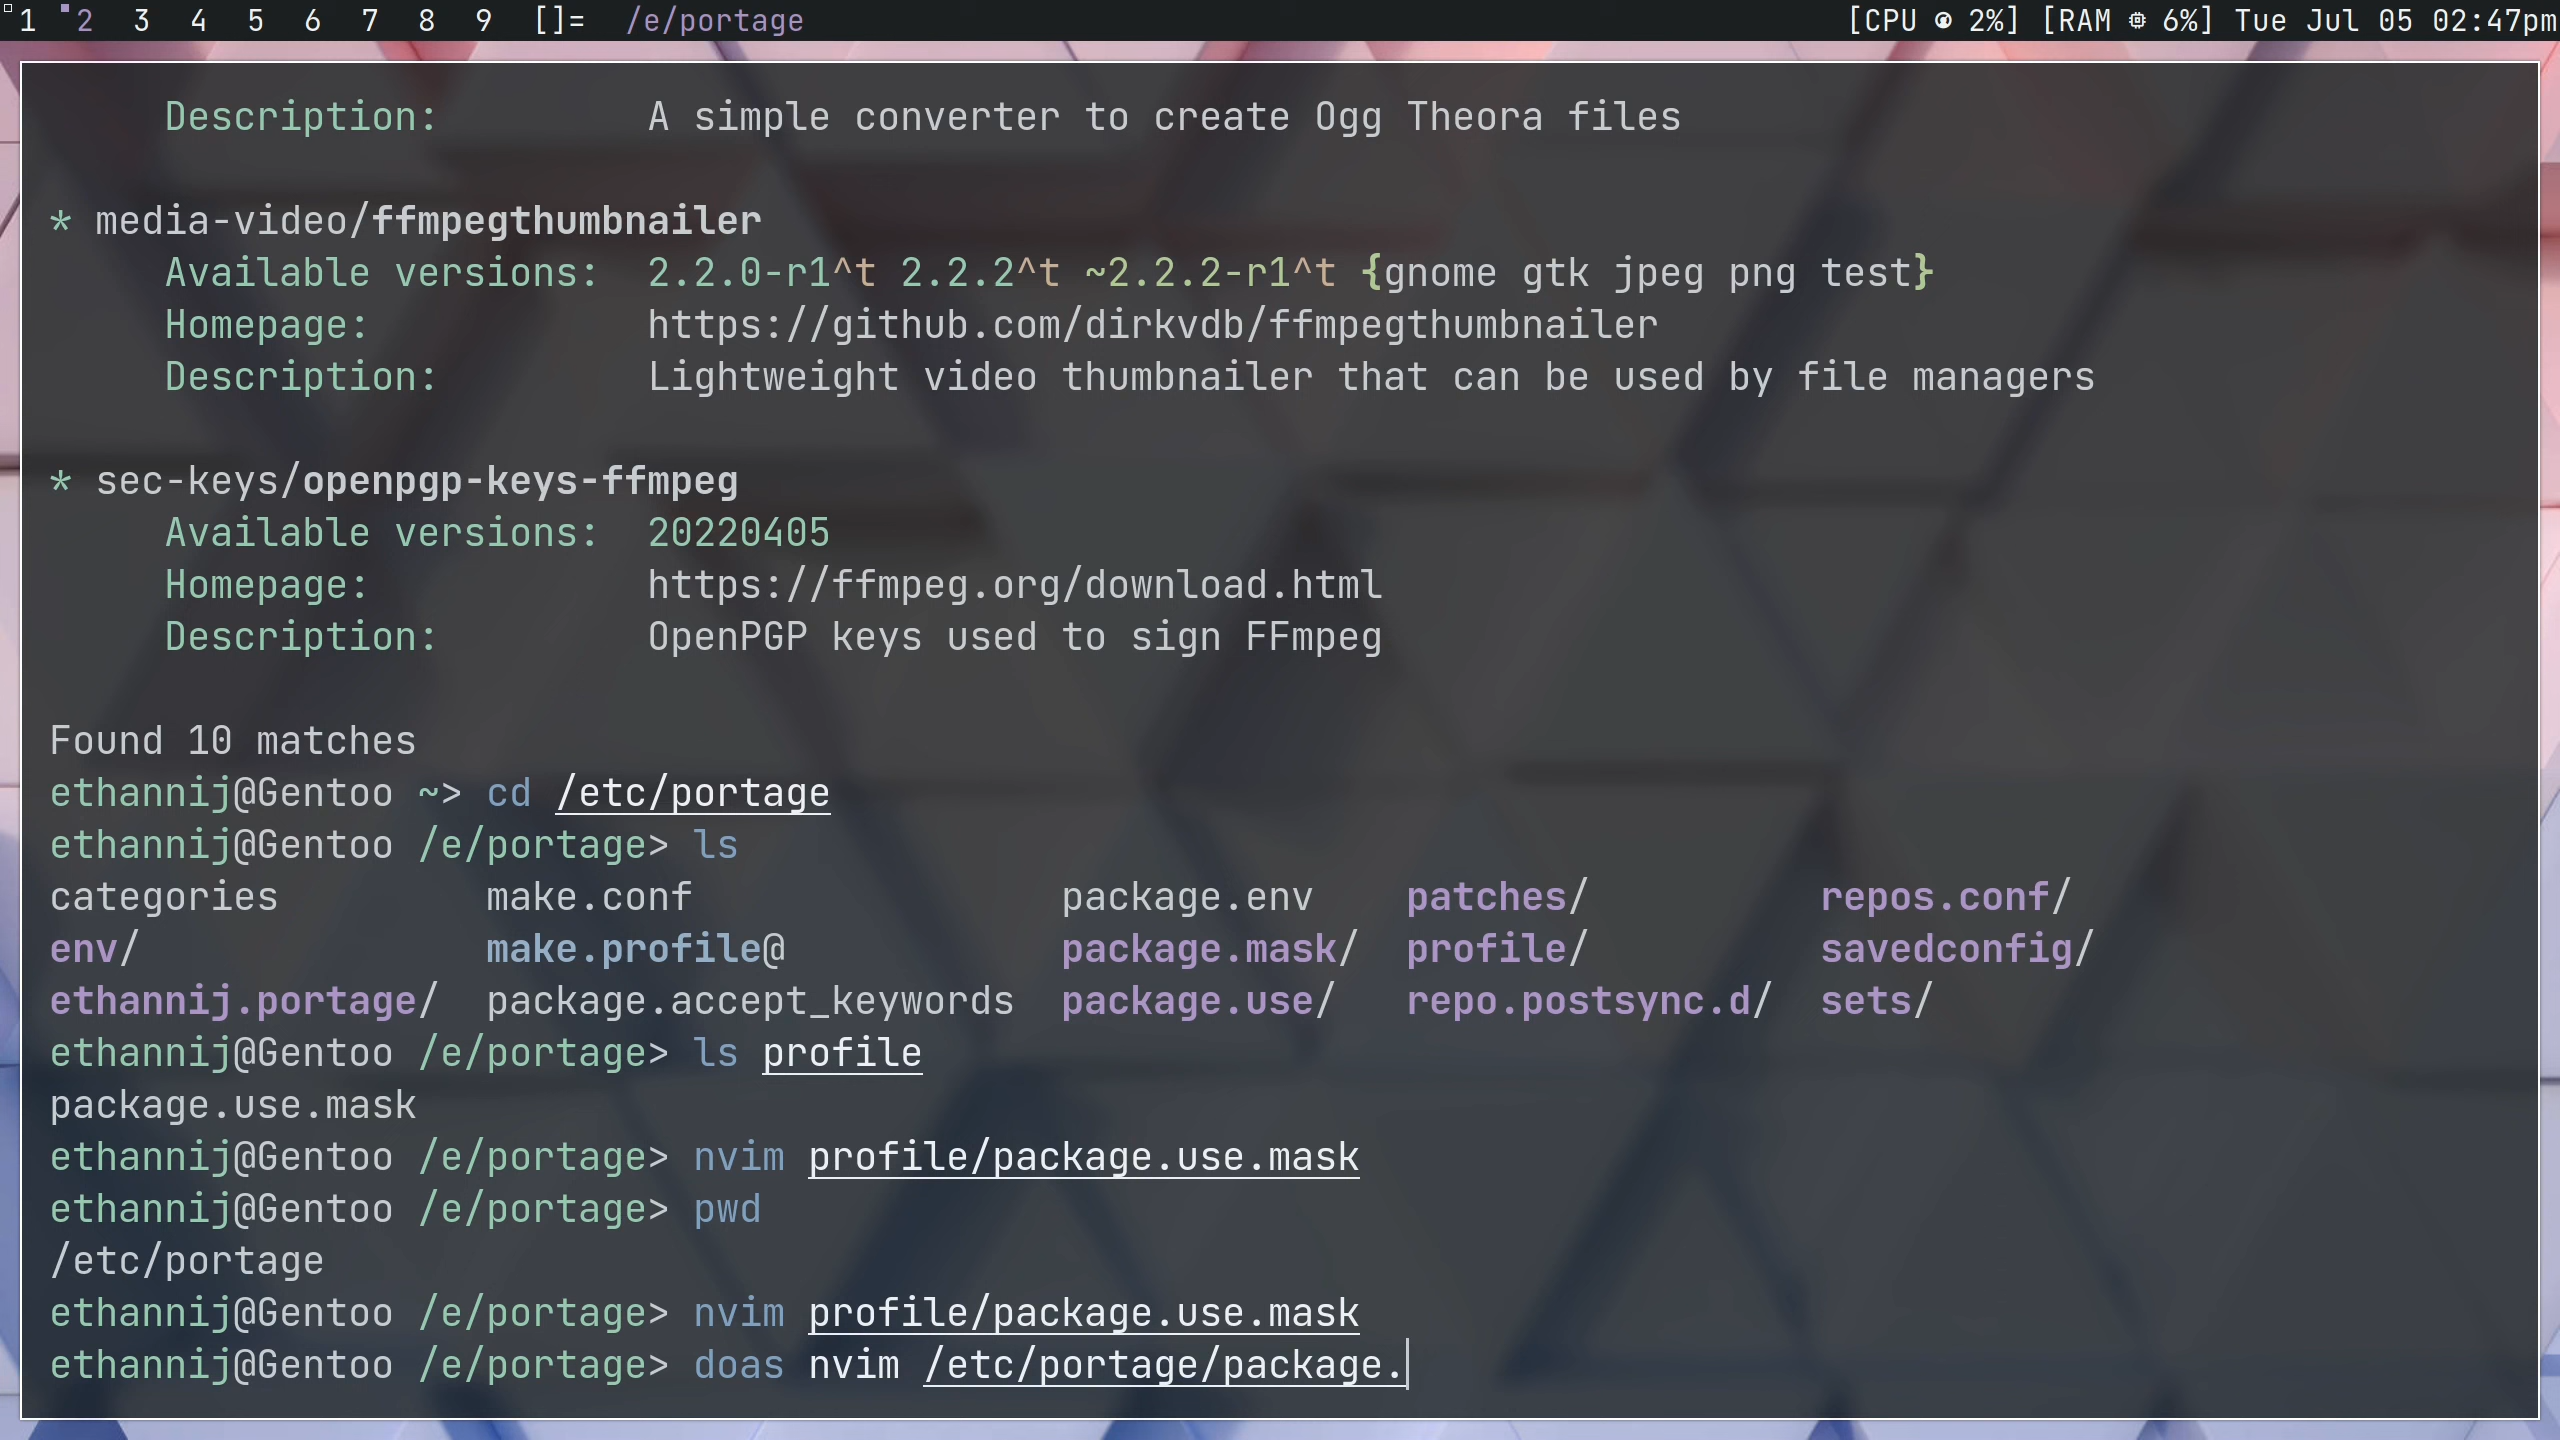 1 2 3 4 5 6 7 8 9 []= /e/portage [CPU 2%] [RAM 6%] Tue Jul 05 02:47pm
Description: A simple converter to create Ogg Theora files
* media-video/ffmpegthumbnailer
Available versions: 2.2.0-r1^t 2.2.2^t ~2.2.2-r1^t {gnome gtk jpeg png test}
Homepage: https://github.com/dirkvdb/ffmpegthumbnailer
Description: Lightweight video thumbnailer that can be used by file managers
* sec-keys/openpgp-keys-ffmpeg
Available versions: 20220405
Homepage: https://ffmpeg.org/download.html
Description: OpenPGP keys used to sign FFmpeg
Found 10 matches
ethannij@Gentoo ~> cd /etc/portage
ethannij@Gentoo /e/portage> ls
categories make.conf package.env patches/ repos.conf/
env/ make.profile@ package.mask/ profile/ savedconfig/
ethannij.portage/ package.accept_keywords package.use/ repo.postsync.d/ sets/
ethannij@Gentoo /e/portage> ls profile
package.use.mask
ethannij@Gentoo /e/portage> nvim profile/package.use.mask
ethannij@Gentoo /e/portage> pwd
/etc/portage
ethannij@Gentoo /e/portage> nvim profile/package.use.mask
ethannij@Gentoo /e/portage> doas nvim /etc/portage/package.